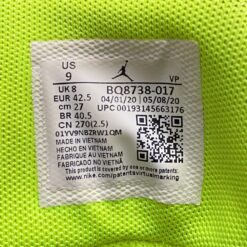 US
9
VP
UK 8
EUR 42.5
cm 27
BR 40.5
CN 270(2.5)
BQ8738-017
04/01/20 | 05/08/20
UPC 00193145663176
01YV9NBZRW1QM
MADE IN VIETNAM
HECHO EN VIETNAM
FABRIQUÉ AU VIETNAM
FABRICADO NO VIETNAM
www.nike.com/patentsvirtualmarking